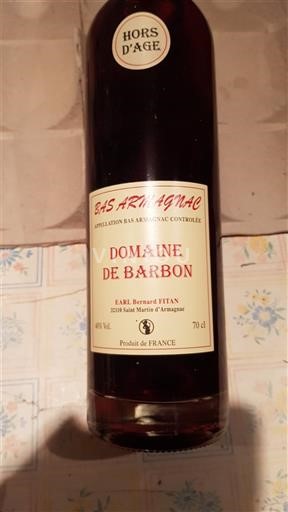 HORS
D'AGE
BAS ARMAGNAC
APPELLATION BAS ARMAGNAC CONTROLÉE
DOMAINE
DE BARBON
EARL Bernard FITAN
32110 Saint Martin d'Armagnac
40% Vol.
70 cl
Produit de FRANCE